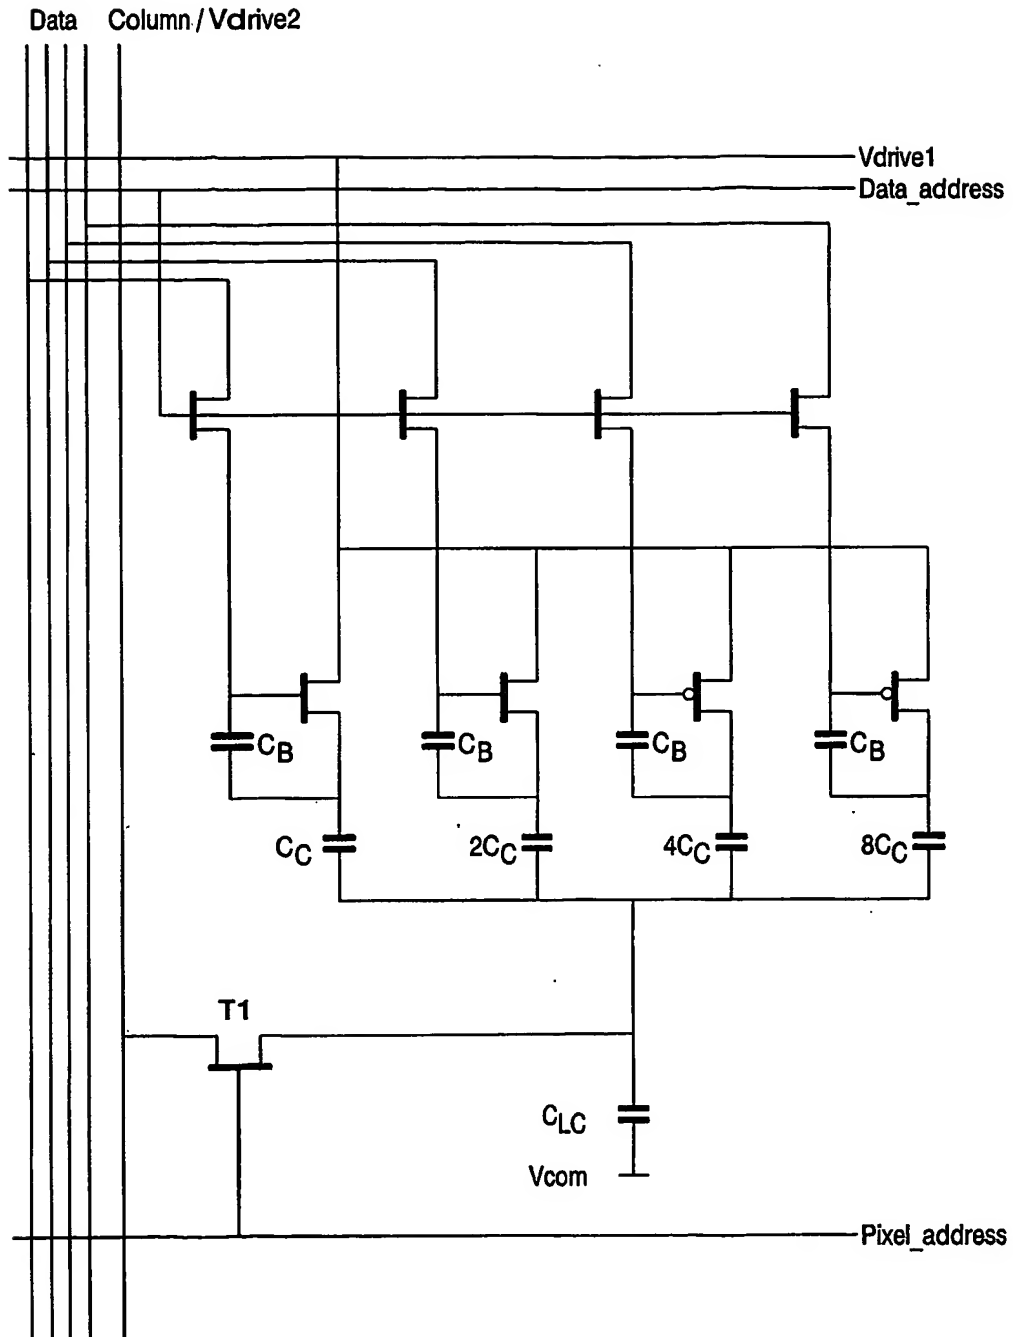 Data Column/Vdrive2
Vdrive1
Data_address
CB CB CB CB
CC 2CC 4CC 8CC
T1
CLC
Vcom
Pixel_address